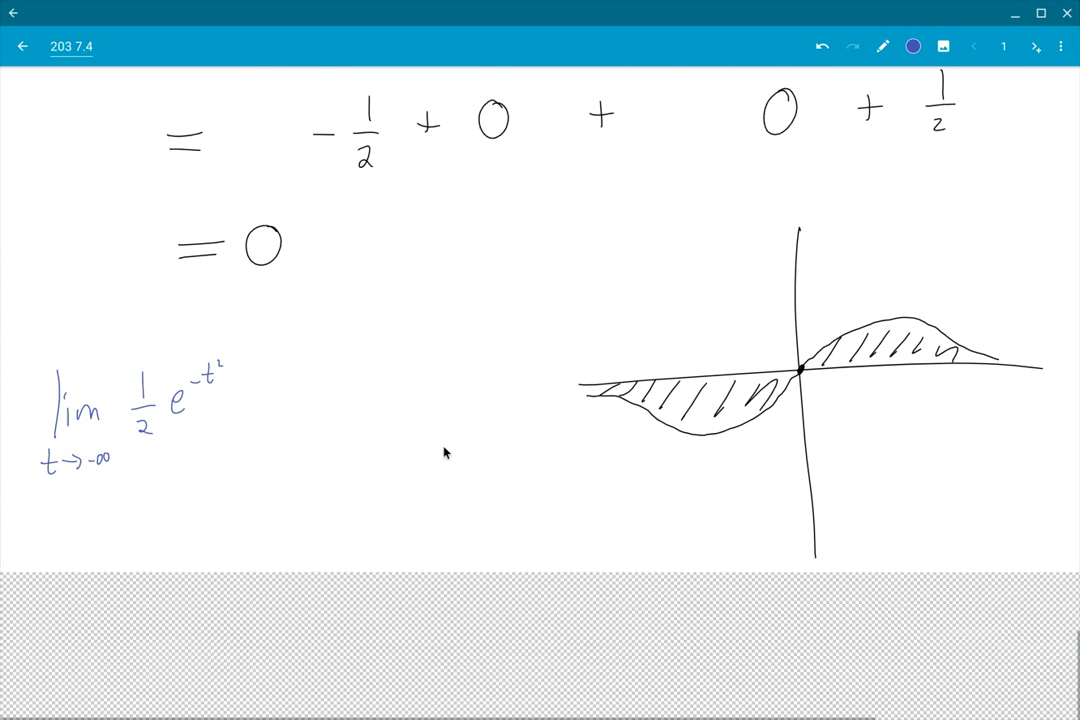 203 7.4
1
= - 1/2 + 0 + 0 + 1/2
= 0
lim t→-∞ 1/2 e^-t²